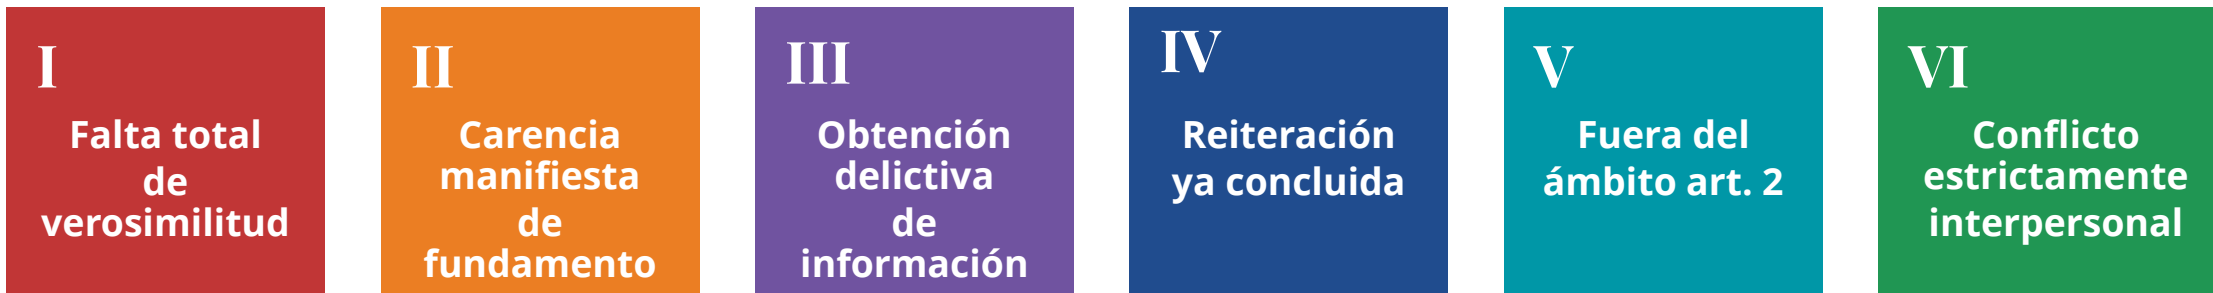 I
Falta total
de
verosimilitud
II
Carencia
manifiesta
de
fundamento
III
Obtención
delictiva
de
información
IV
Reiteración
ya concluida
V
Fuera del
ámbito art. 2
VI
Conflicto
estrictamente
interpersonal